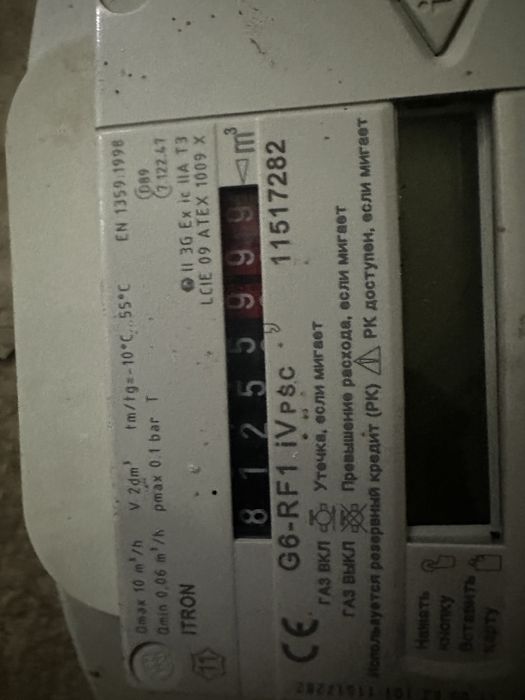 Qmax 10 m³/h V 2dm³ tm/tg=-10°C...55°C EN 1359:1998
Qmin 0,06 m³/h pmax 0.1 bar T
ITRON
11
II 3G Ex ic IIA T3
LCIE 09 ATEX 1009 X
8 1 2 5 5 9 9 9 m³
G6-RF1 iVPSC 11517282
CE
ГАЗ ВКЛ Утечка, если мигает
ГАЗ ВЫКЛ Превышение расхода, если мигает
Используется резервный кредит (РК) РК доступен, если мигает
Нажать
кнопку
Вставить
карту